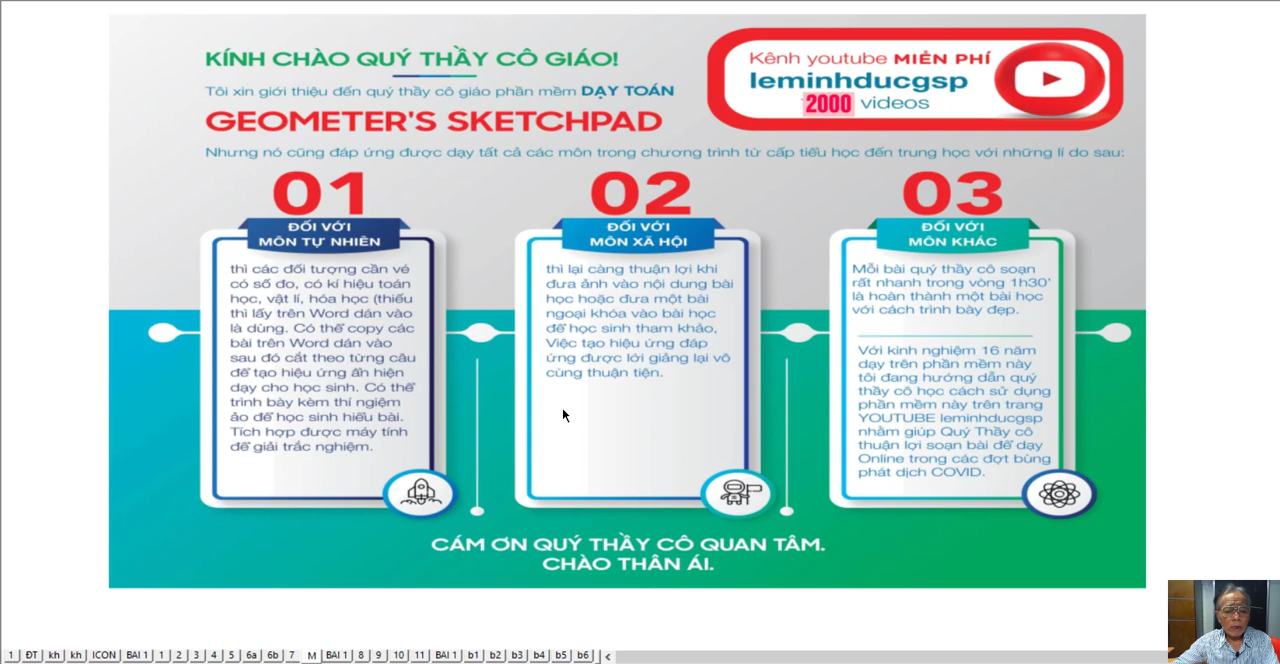 KÍNH CHÀO QUÝ THẦY CÔ GIÁO!
Tôi xin giới thiệu đến quý thầy cô giáo phần mềm DẠY TOÁN
GEOMETER'S SKETCHPAD
Kênh youtube MIỄN PHÍ
leminhducgsp
2000 videos
Nhưng nó cũng đáp ứng được dạy tất cả các môn trong chương trình từ cấp tiểu học đến trung học với những lí do sau:
01
ĐỐI VỚI
MÔN TỰ NHIÊN
thì các đối tượng cần vẽ
có số đo, có kí hiệu toán
học, vật lí, hóa học (thiếu
thì lấy trên Word dán vào
là dùng. Có thể copy các
bài trên Word dán vào
sau đó cắt theo từng câu
để tạo hiệu ứng ẩn hiện
dạy cho học sinh. Có thể
trình bày kèm thí ngiệm
ảo để học sinh hiểu bài.
Tích hợp được máy tính
để giải trắc nghiệm.
02
ĐỐI VỚI
MÔN XÃ HỘI
thì lại càng thuận lợi khi
đưa ảnh vào nội dung bài
học hoặc đưa một bài
ngoại khóa vào bài học
để học sinh tham khảo,
Việc tạo hiệu ứng đáp
ứng được lời giảng lại vô
cùng thuận tiện.
03
ĐỐI VỚI
MÔN KHÁC
Mỗi bài quý thầy cô soạn
rất nhanh trong vòng 1h30'
là hoàn thành một bài học
với cách trình bày đẹp.
Với kinh nghiệm 16 năm
dạy trên phần mềm này
tôi đang hướng dẫn quý
thầy cô học cách sử dụng
phần mềm này trên trang
YOUTUBE leminhducgsp
nhằm giúp Quý Thầy cô
thuận lợi soạn bài để dạy
Online trong các đợt bùng
phát dịch COVID.
CÁM ƠN QUÝ THẦY CÔ QUAN TÂM.
CHÀO THÂN ÁI.
1 ĐT kh kh ICON BAI 1 1 2 3 4 5 6a 6b 7 M BAI 1 8 9 10 11 BAI 1 b1 b2 b3 b4 b5 b6